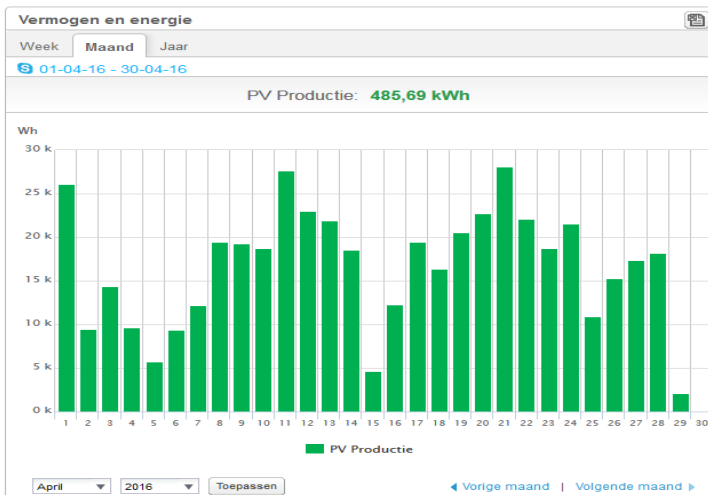 Vermogen en energie
Week Maand Jaar
01-04-16 - 30-04-16
PV Productie: 485,69 kWh
Wh
30 k
25 k
20 k
15 k
10 k
5 k
0 k
1 2 3 4 5 6 7 8 9 10 11 12 13 14 15 16 17 18 19 20 21 22 23 24 25 26 27 28 29 30
PV Productie
April 2016 Toepassen Vorige maand | Volgende maand